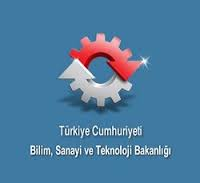 Türkiye Cumhuriyeti
Bilim, Sanayi ve Teknoloji Bakanlığı